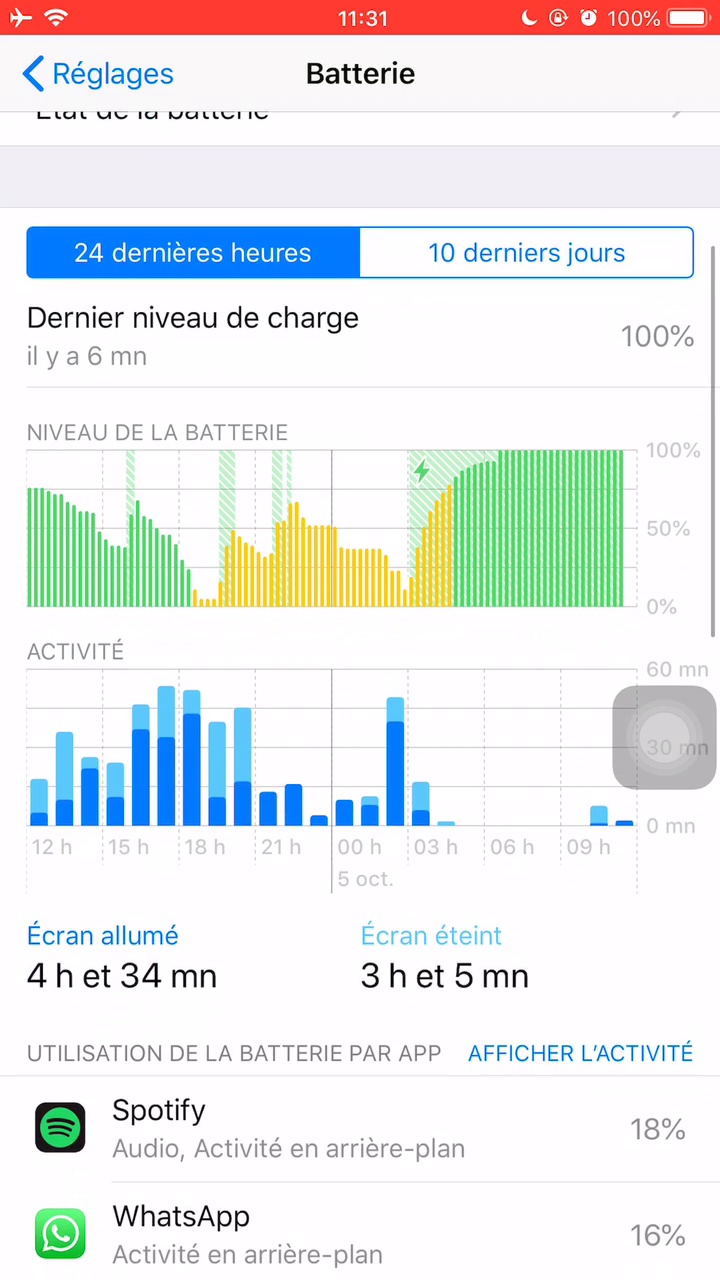 11:31
100%
Réglages
Batterie
État de la batterie
24 dernières heures
10 derniers jours
Dernier niveau de charge
il y a 6 mn
100%
NIVEAU DE LA BATTERIE
100%
50%
0%
ACTIVITÉ
60 mn
30 mn
0 mn
12 h 15 h 18 h 21 h 00 h 03 h 06 h 09 h
5 oct.
Écran allumé
4 h et 34 mn
Écran éteint
3 h et 5 mn
UTILISATION DE LA BATTERIE PAR APP
AFFICHER L’ACTIVITÉ
Spotify
Audio, Activité en arrière-plan
18%
WhatsApp
Activité en arrière-plan
16%